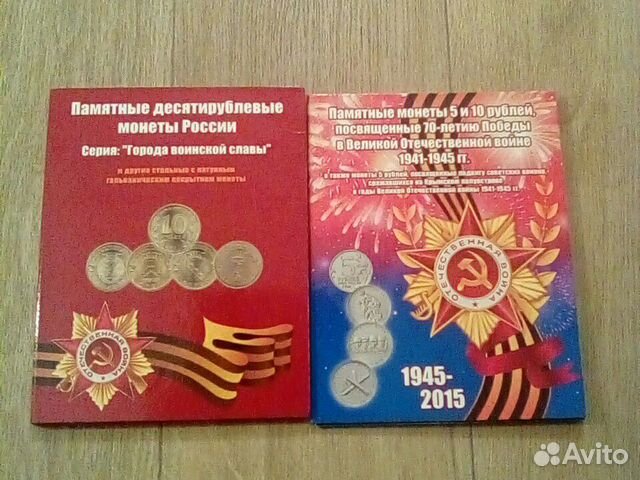 Памятные десятирублевые
монеты России
Серия: "Города воинской славы"
и другие стальные с латунным
гальваническим покрытием монеты
10
ОТЕЧЕСТВЕННАЯ ВОЙНА
Памятные монеты 5 и 10 рублей,
посвященные 70-летию Победы
в Великой Отечественной войне
1941-1945 гг.
а также монеты 5 рублей, посвященные подвигу советских воинов,
сражавшихся на Крымском полуострове
в годы Великой Отечественной войны 1941-1945 гг.
5
ОТЕЧЕСТВЕННАЯ ВОЙНА
1945-
2015
Avito